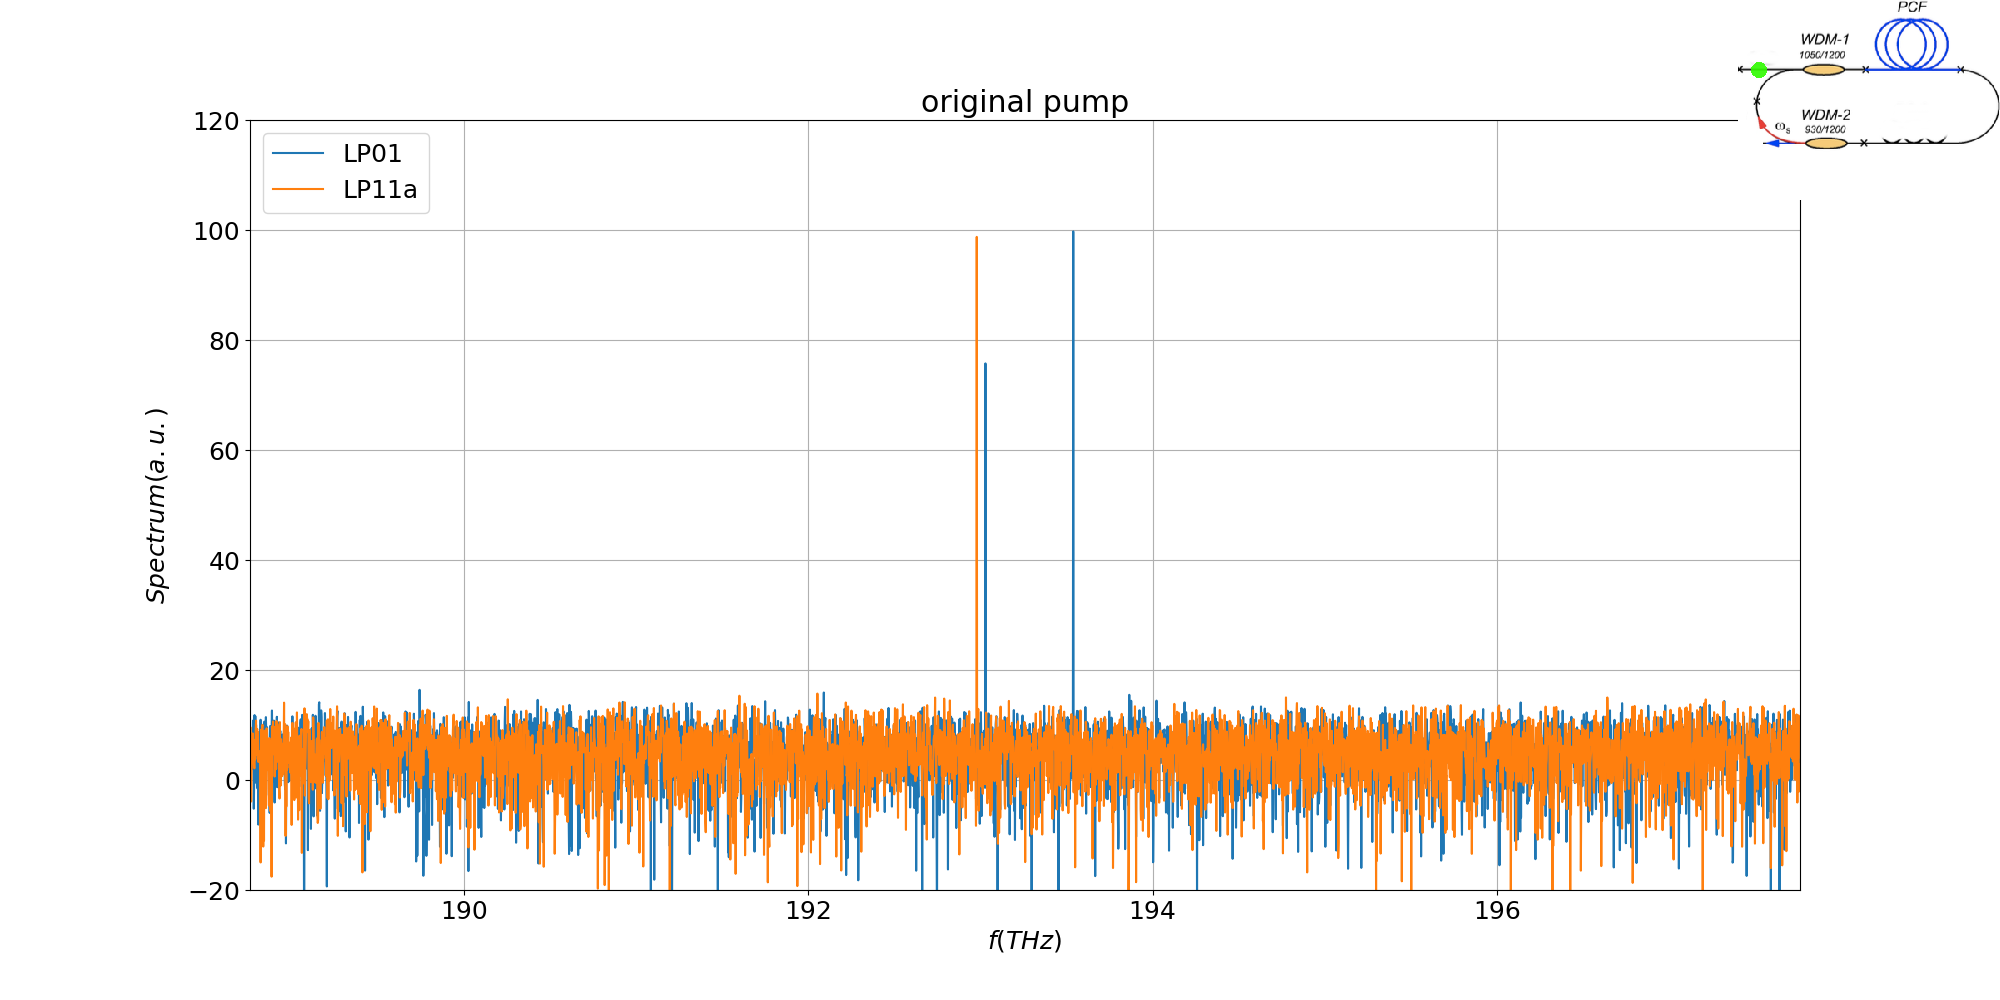 PCF
WDM-1
1050/1200
original pump
WDM-2
930/1200
ωs
LP01
LP11a
120
100
80
60
40
20
0
−20
Spectrum(a.u.)
190
192
194
196
f(THz)